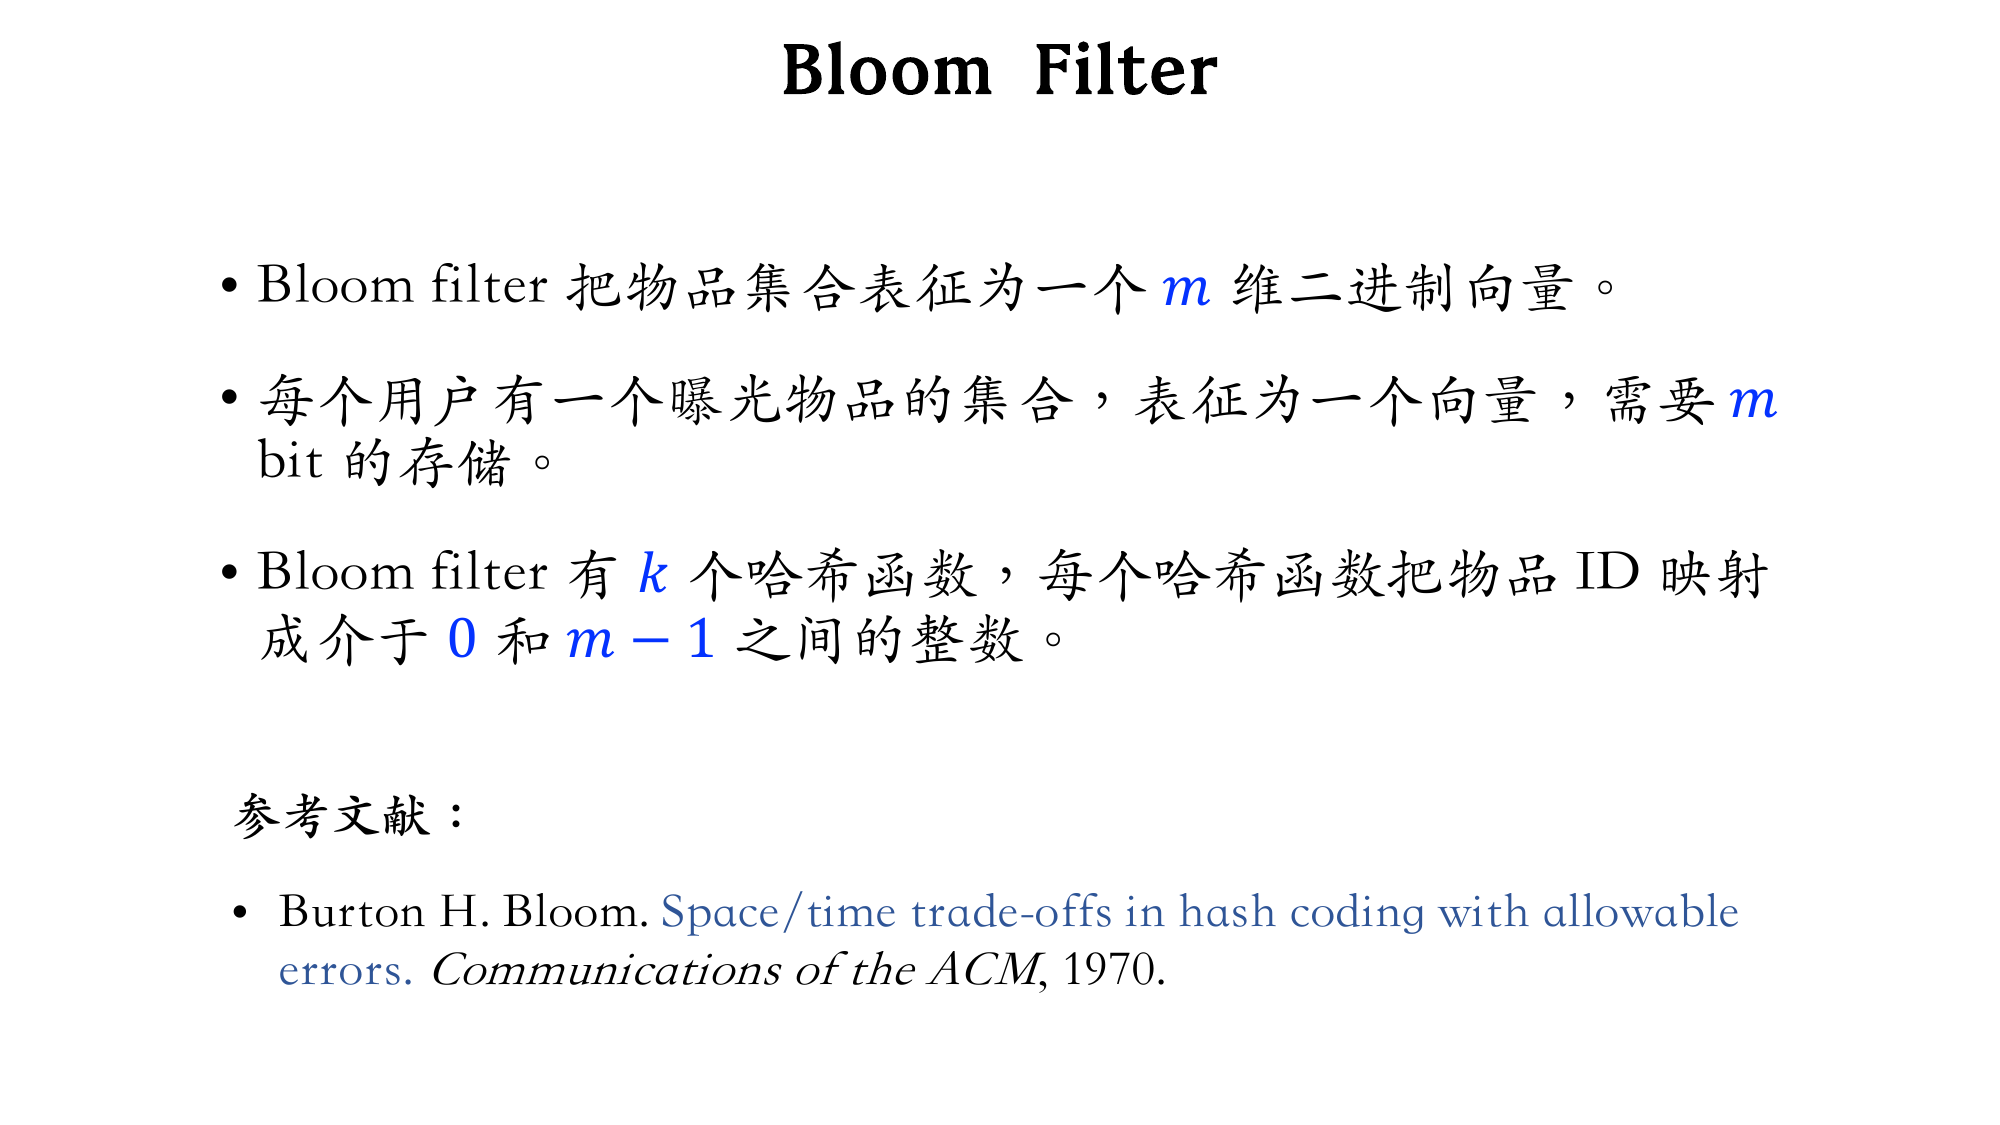 Bloom Filter
• Bloom filter 把物品集合表征为一个 m 维二进制向量。
• 每个用户有一个曝光物品的集合，表征为一个向量，需要 m
bit 的存储。
• Bloom filter 有 k 个哈希函数，每个哈希函数把物品 ID 映射
成介于 0 和 m − 1 之间的整数。
参考文献：
• Burton H. Bloom. Space/time trade-offs in hash coding with allowable
errors. Communications of the ACM, 1970.